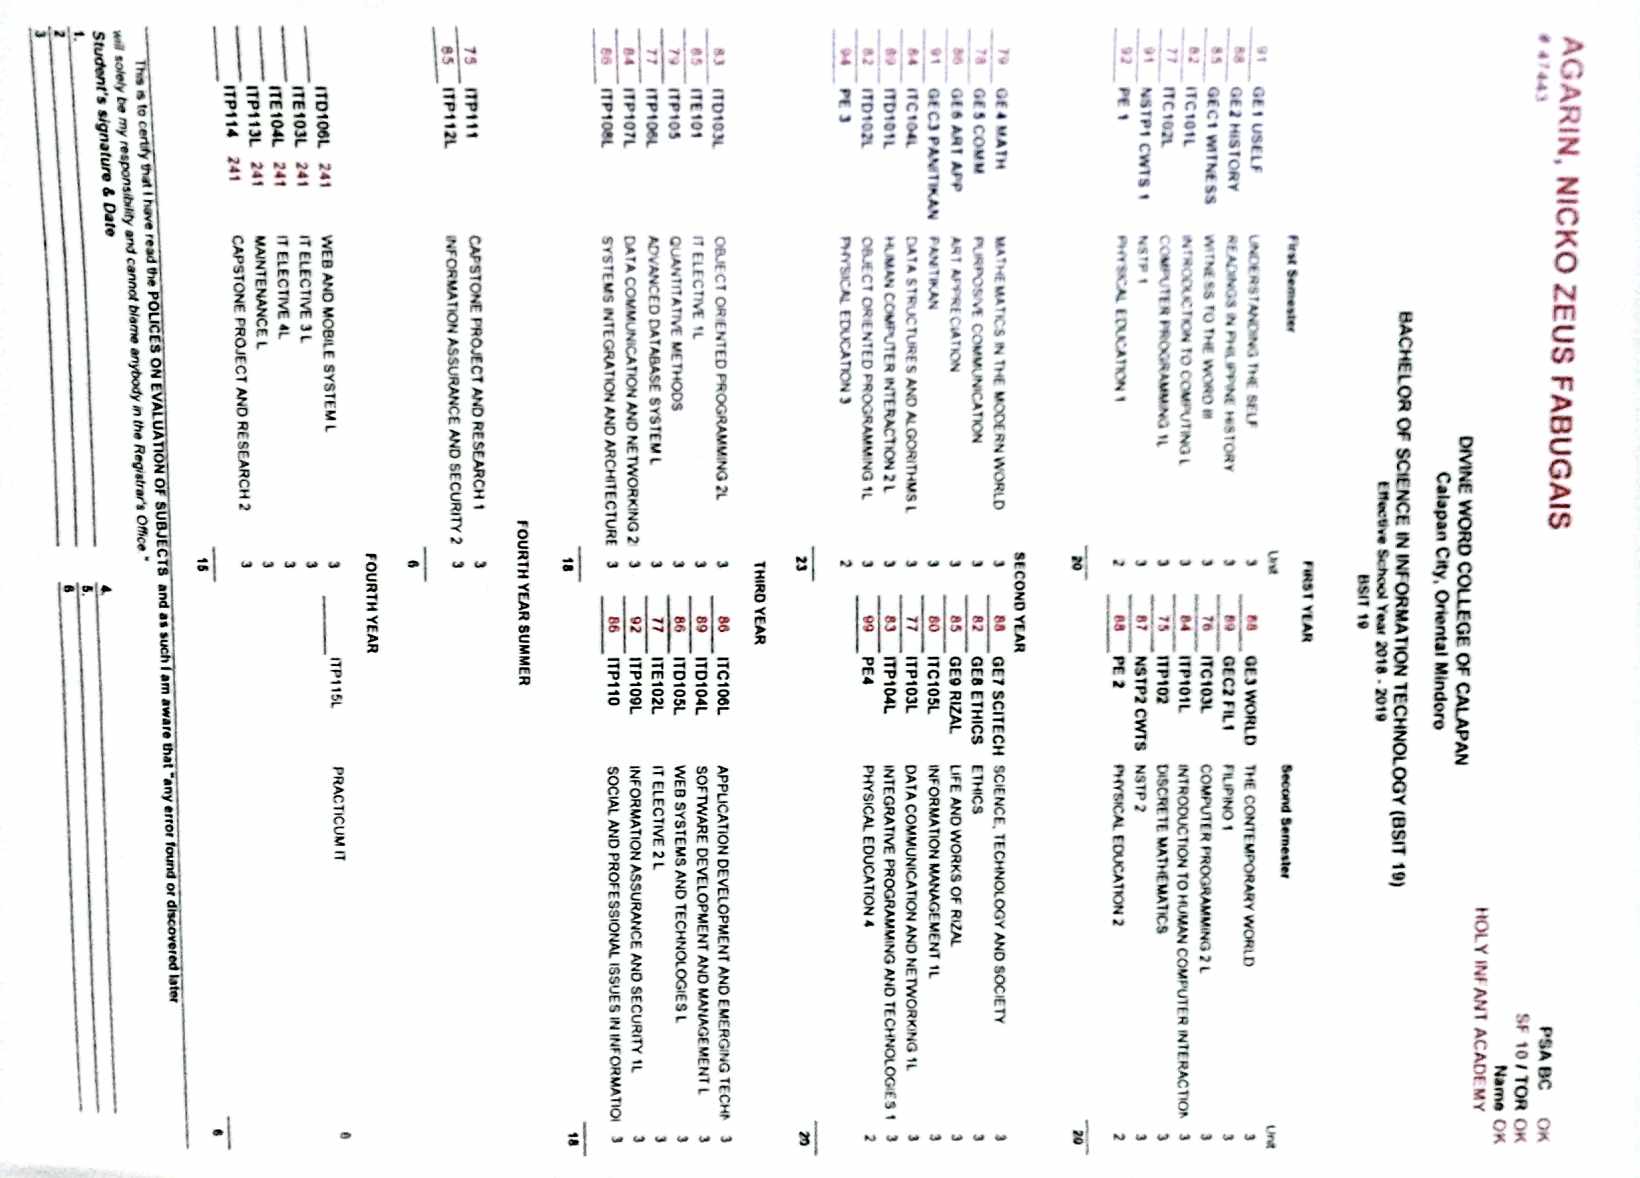 AGARIN, NICKO ZEUS FABUGAIS
# 47443
PSA BC OK
SF 10 / TOR OK
Name OK
HOLY INFANT ACADEMY
DIVINE WORD COLLEGE OF CALAPAN
Calapan City, Oriental Mindoro
BACHELOR OF SCIENCE IN INFORMATION TECHNOLOGY (BSIT 19)
Effective School Year 2018 - 2019
BSIT 19
FIRST YEAR
First Semester Unit Second Semester Unit
91 GE1 USELF UNDERSTANDING THE SELF 3 88 GE3 WORLD THE CONTEMPORARY WORLD 3
88 GE2 HISTORY READINGS IN PHILIPPINE HISTORY 3 89 GEC2 FIL1 FILIPINO 1 3
85 GEC1 WITNESS WITNESS TO THE WORD III 3 76 ITC103L COMPUTER PROGRAMMING 2 L 3
82 ITC101L INTRODUCTION TO COMPUTING L 3 84 ITP101L INTRODUCTION TO HUMAN COMPUTER INTERACTION 3
77 ITC102L COMPUTER PROGRAMMING 1L 3 75 ITP102 DISCRETE MATHEMATICS 3
91 NSTP1 CWTS 1 NSTP 1 3 87 NSTP2 CWTS NSTP 2 3
92 PE 1 PHYSICAL EDUCATION 1 2 88 PE 2 PHYSICAL EDUCATION 2 2
20 20
SECOND YEAR
79 GE4 MATH MATHEMATICS IN THE MODERN WORLD 3 88 GE7 SCITECH SCIENCE, TECHNOLOGY AND SOCIETY 3
78 GE5 COMM PURPOSIVE COMMUNICATION 3 82 GE8 ETHICS ETHICS 3
86 GE6 ART APP ART APPRECIATION 3 85 GE9 RIZAL LIFE AND WORKS OF RIZAL 3
91 GEC3 PANITIKAN PANITIKAN 3 80 ITC105L INFORMATION MANAGEMENT 1L 3
84 ITC104L DATA STRUCTURES AND ALGORITHMS L 3 77 ITP103L DATA COMMUNICATION AND NETWORKING 1L 3
89 ITD101L HUMAN COMPUTER INTERACTION 2 L 3 83 ITP104L INTEGRATIVE PROGRAMMING AND TECHNOLOGIES 1 3
82 ITD102L OBJECT ORIENTED PROGRAMMING 1L 3 99 PE4 PHYSICAL EDUCATION 4 2
94 PE 3 PHYSICAL EDUCATION 3 2
23 20
THIRD YEAR
83 ITD103L OBJECT ORIENTED PROGRAMMING 2L 3 86 ITC106L APPLICATION DEVELOPMENT AND EMERGING TECHN 3
85 ITE101 IT ELECTIVE 1L 3 89 ITD104L SOFTWARE DEVELOPMENT AND MANAGEMENT L 3
79 ITP105 QUANTITATIVE METHODS 3 86 ITD105L WEB SYSTEMS AND TECHNOLOGIES L 3
77 ITP106L ADVANCED DATABASE SYSTEM L 3 77 ITE102L IT ELECTIVE 2 L 3
84 ITP107L DATA COMMUNICATION AND NETWORKING 2 3 92 ITP109L INFORMATION ASSURANCE AND SECURITY 1L 3
86 ITP108L SYSTEMS INTEGRATION AND ARCHITECTURE 3 86 ITP110 SOCIAL AND PROFESSIONAL ISSUES IN INFORMATIO 3
18 18
FOURTH YEAR SUMMER
75 ITP111 CAPSTONE PROJECT AND RESEARCH 1 3
85 ITP112L INFORMATION ASSURANCE AND SECURITY 2 3
6
FOURTH YEAR
ITD106L 241 WEB AND MOBILE SYSTEM L 3 ITP115L PRACTICUM IT 6
ITE103L 241 IT ELECTIVE 3 L 3
ITE104L 241 IT ELECTIVE 4L 3
ITP113L 241 MAINTENANCE L 3
ITP114 241 CAPSTONE PROJECT AND RESEARCH 2 3
15 6
This is to certify that I have read the POLICES ON EVALUATION OF SUBJECTS and as such I am aware that "any error found or discovered later
will solely be my responsibility and cannot blame anybody in the Registrar's Office."
Student's signature & Date
1. 4.
2 5.
3 6